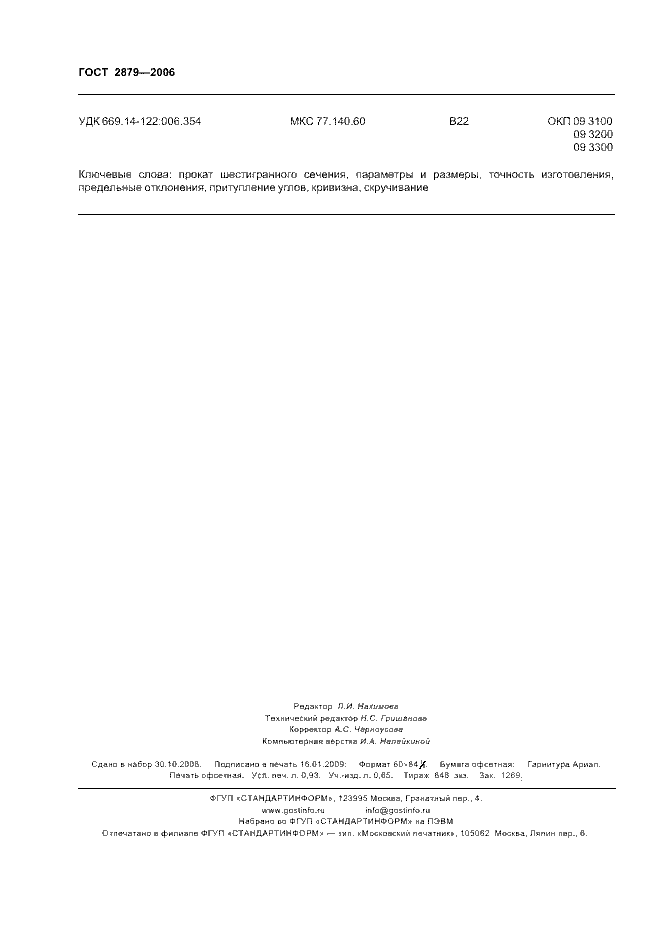 ГОСТ 2879—2006
УДК 669.14-122:006.354 МКС 77.140.60 В22 ОКП 09 3100
09 3200
09 3300
Ключевые слова: прокат шестигранного сечения, параметры и размеры, точность изготовления,
предельные отклонения, притупление углов, кривизна, скручивание
Редактор Л.И. Нахимова
Технический редактор Н.С. Гришанова
Корректор А.С. Черноусова
Компьютерная верстка И.А. Налейкиной
Сдано в набор 30.10.2008. Подписано в печать 16.01.2009. Формат 60×84 Бумага офсетная. Гарнитура Ариал.
Печать офсетная. Усл. печ. л. 0,93. Уч.-изд. л. 0,65. Тираж 848 экз. Зак. 1269.
ФГУП «СТАНДАРТИНФОРМ», 123995 Москва, Гранатный пер., 4.
www.gostinfo.ru info@gostinfo.ru
Набрано во ФГУП «СТАНДАРТИНФОРМ» на ПЭВМ
Отпечатано в филиале ФГУП «СТАНДАРТИНФОРМ» — тип. «Московский печатник», 105062 Москва, Лялин пер., 6.